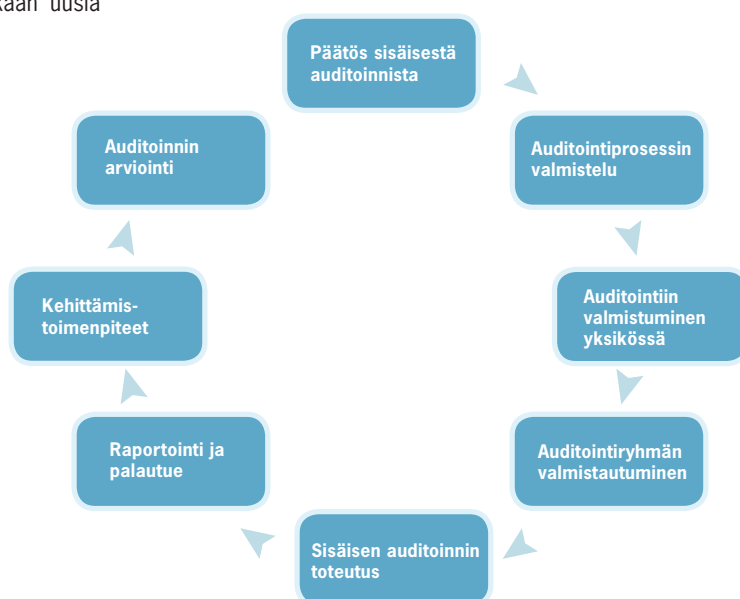 uusia
Päätös sisäisestä
auditoinnista
Auditointiprosessin
valmistelu
Auditointiin
valmistuminen
yksikössä
Auditointiryhmän
valmistautuminen
Sisäisen auditoinnin
toteutus
Raportointi ja
palautue
Kehittämis-
toimenpiteet
Auditoinnin
arviointi